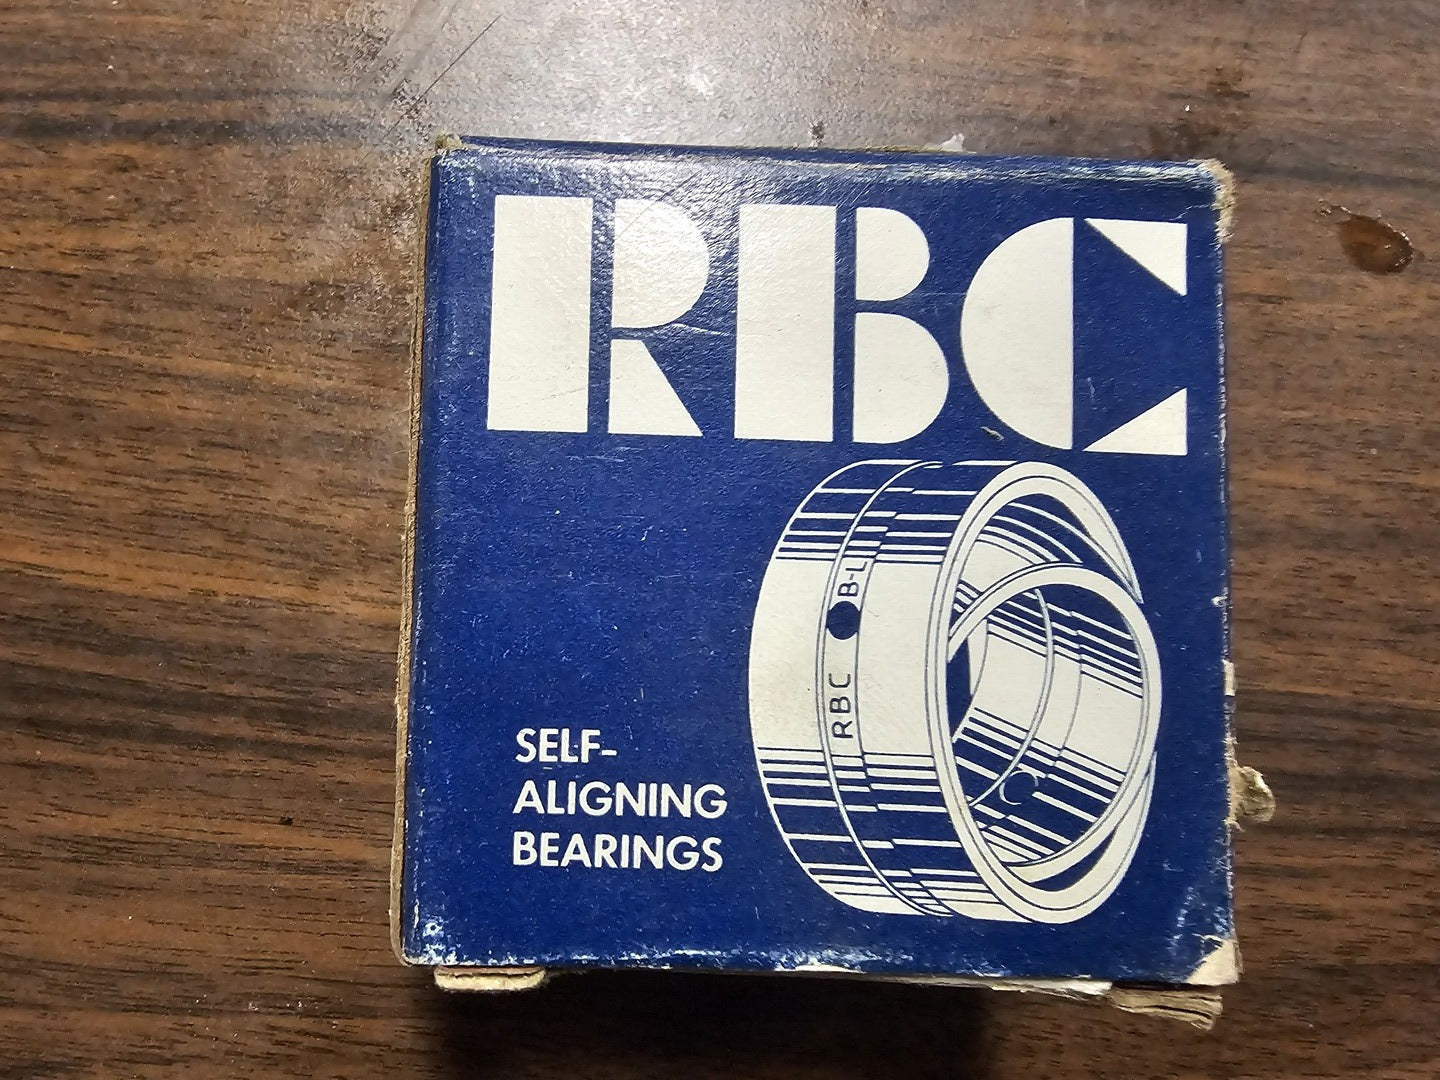 RBC
RBC B-L
SELF-
ALIGNING
BEARINGS